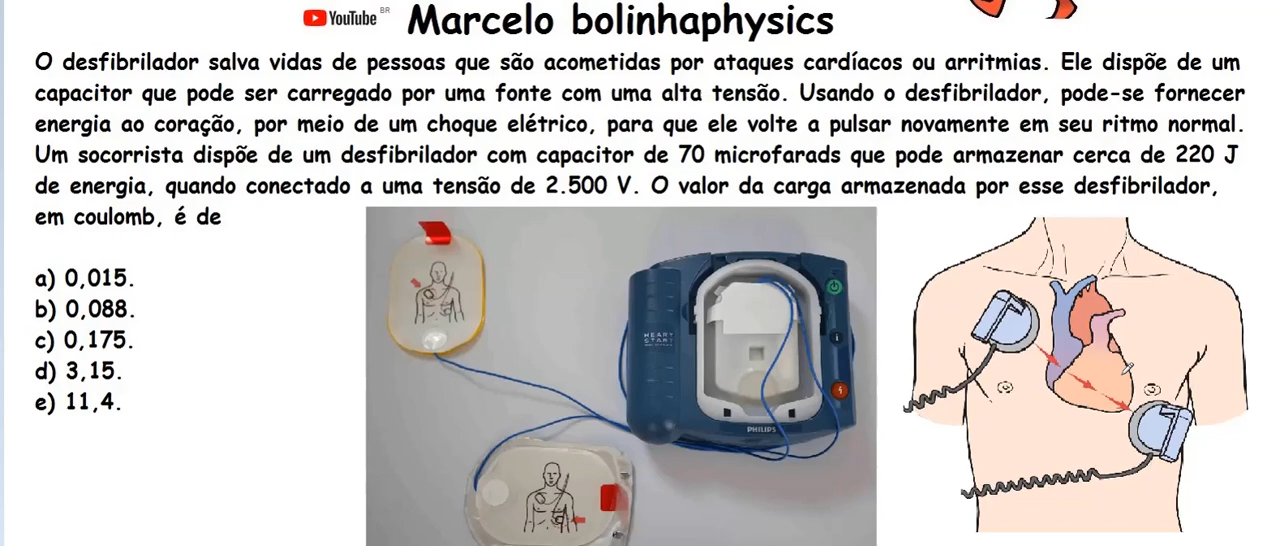 YouTube BR Marcelo bolinhaphysics
O desfibrilador salva vidas de pessoas que são acometidas por ataques cardíacos ou arritmias. Ele dispõe de um
capacitor que pode ser carregado por uma fonte com uma alta tensão. Usando o desfibrilador, pode-se fornecer
energia ao coração, por meio de um choque elétrico, para que ele volte a pulsar novamente em seu ritmo normal.
Um socorrista dispõe de um desfibrilador com capacitor de 70 microfarads que pode armazenar cerca de 220 J
de energia, quando conectado a uma tensão de 2.500 V. O valor da carga armazenada por esse desfibrilador,
em coulomb, é de
a) 0,015.
b) 0,088.
c) 0,175.
d) 3,15.
e) 11,4.
HEART
START
PHILIPS